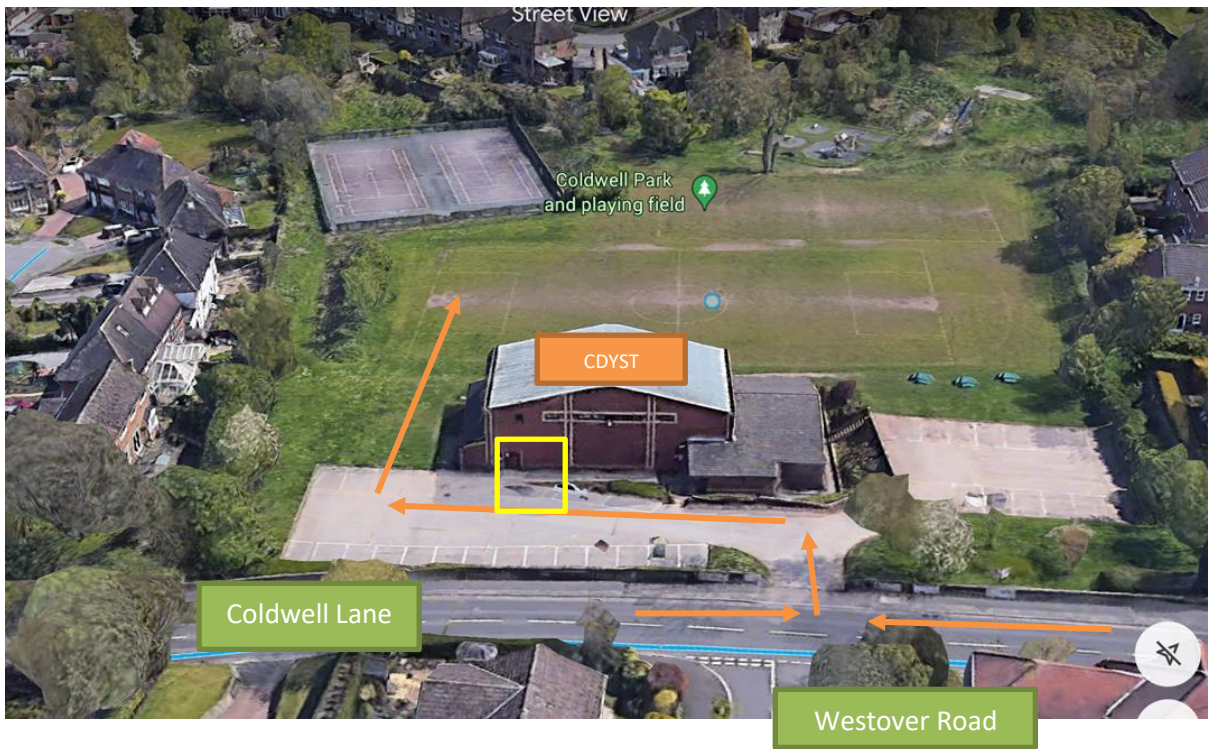 Street View
Coldwell Park
and playing field
CDYST
Coldwell Lane
Westover Road